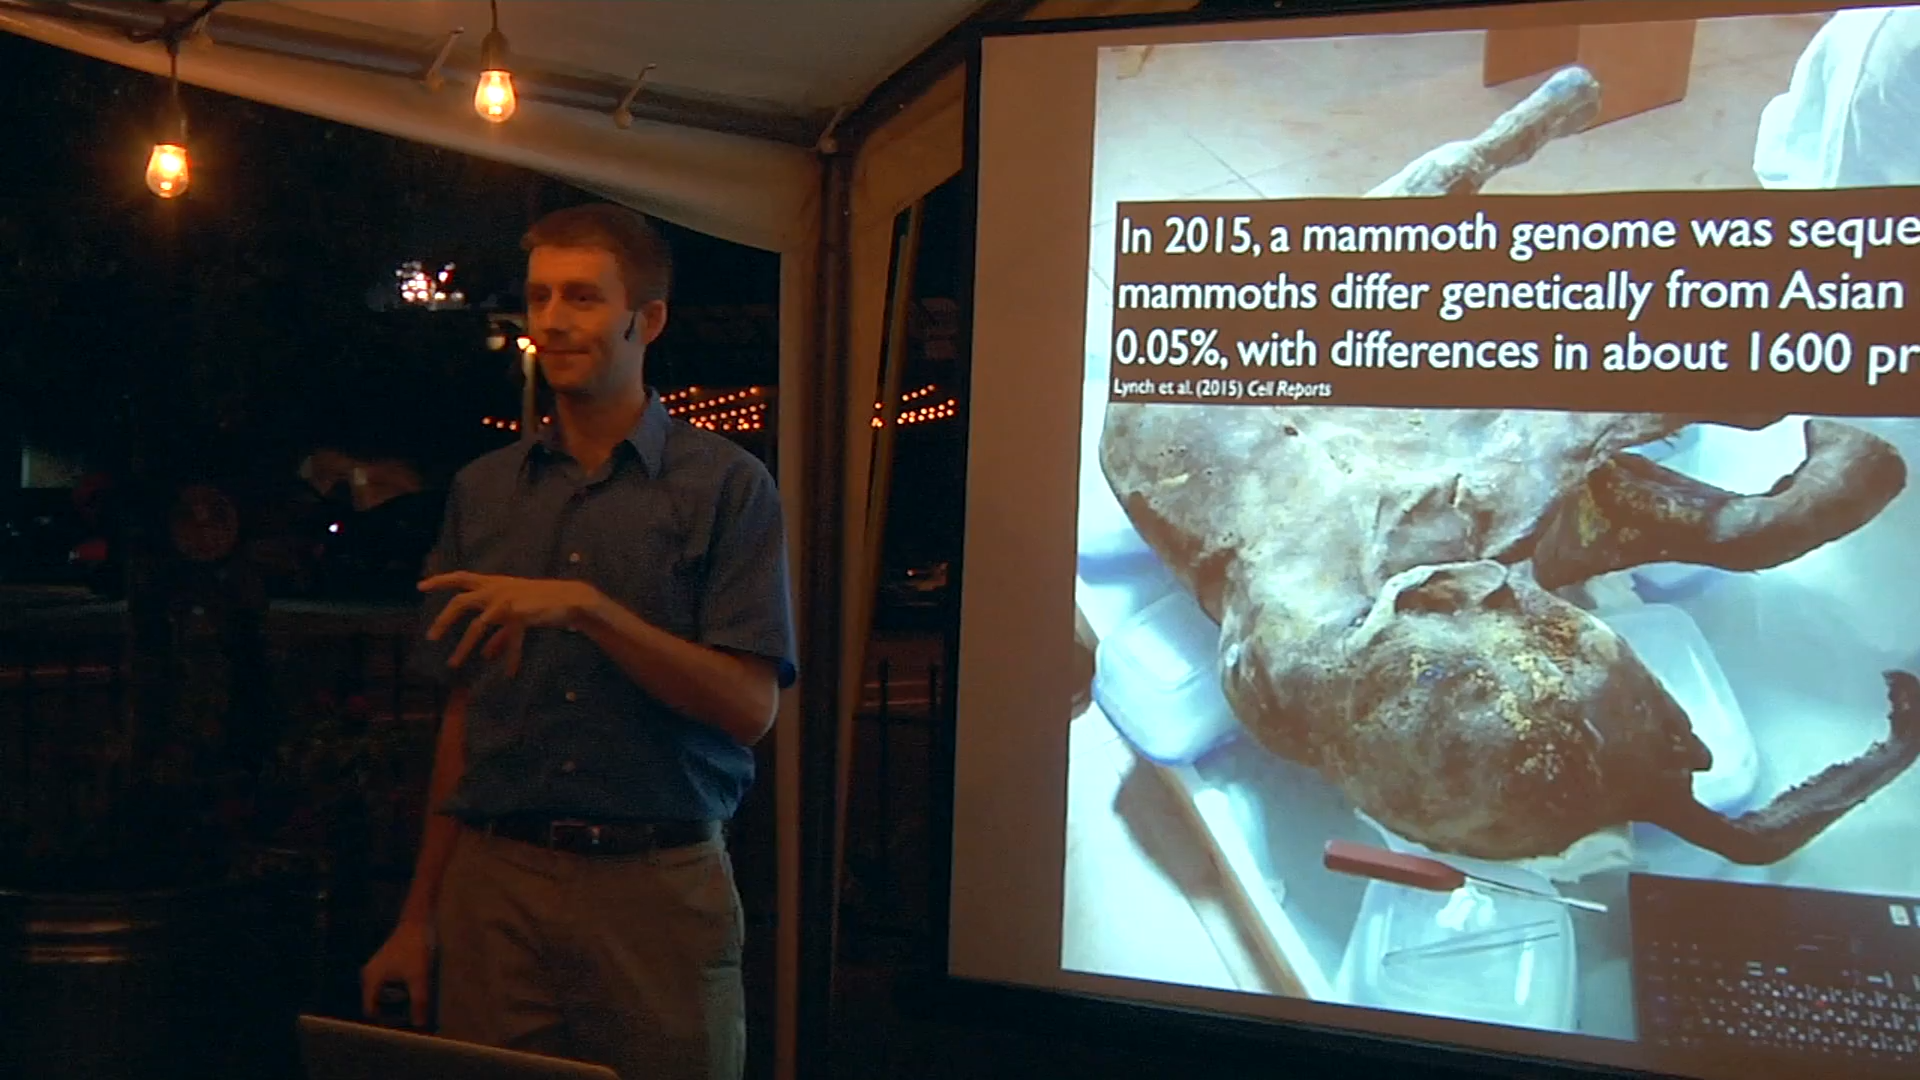 In 2015, a mammoth genome was seque
mammoths differ genetically from Asian
0.05%, with differences in about 1600 pr
Lynch et al. (2015) Cell Reports